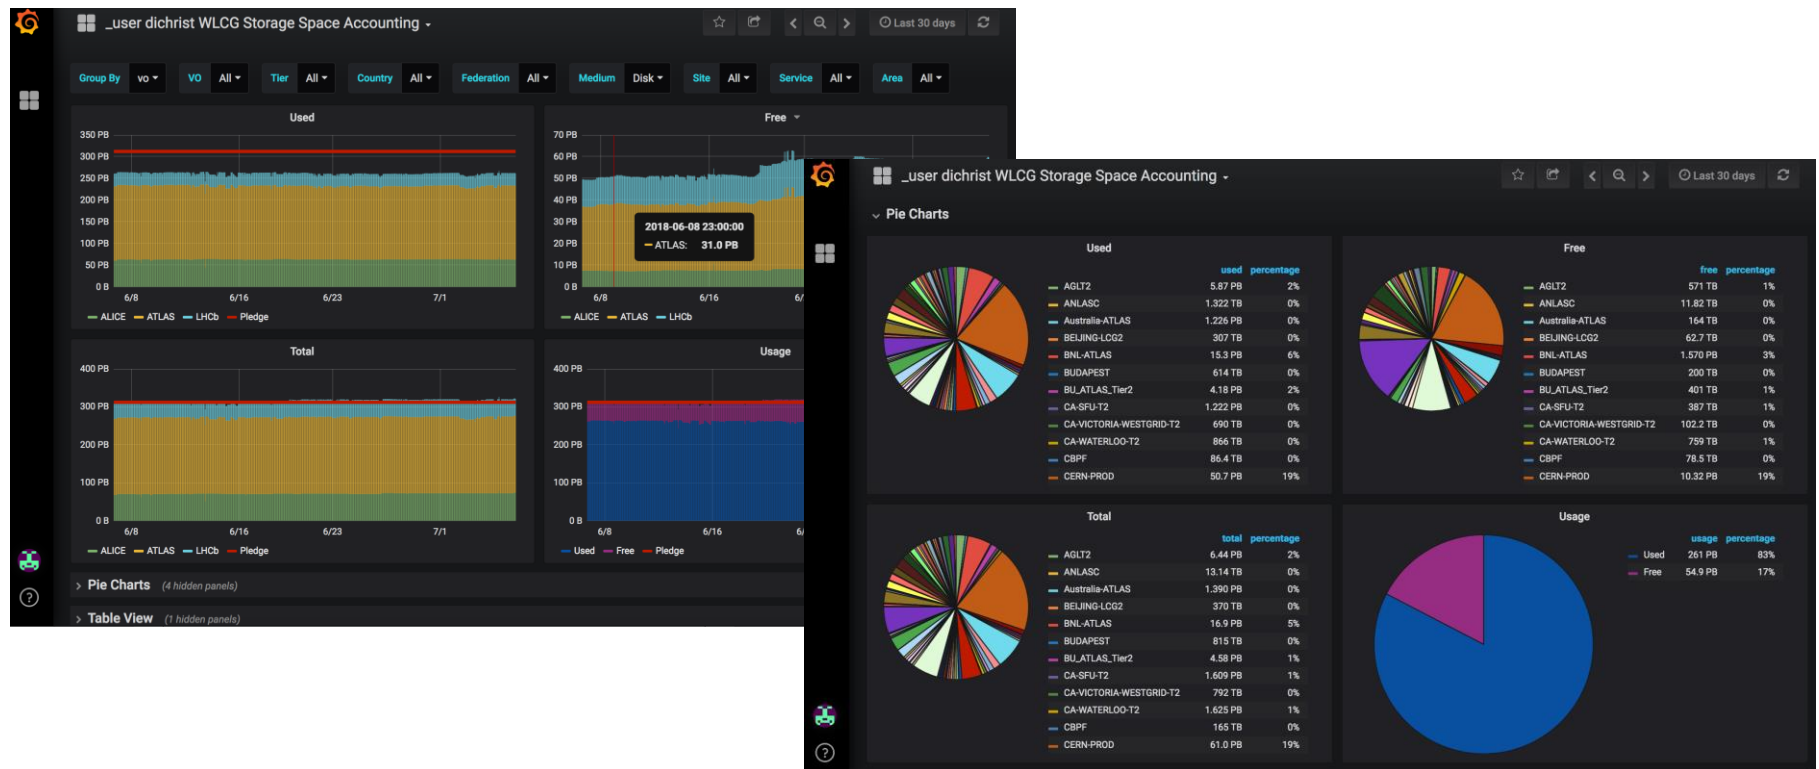 _user dichrist WLCG Storage Space Accounting
Last 30 days
Group By vo VO All Tier All Country All Federation All Medium Disk Site All Service All Area All
Used
350 PB
300 PB
250 PB
200 PB
150 PB
100 PB
50 PB
0 B
6/8 6/16 6/23 7/1
ALICE ATLAS LHCb Pledge
Free
70 PB
60 PB
50 PB
40 PB
30 PB
20 PB
10 PB
0 B
2018-06-08 23:00:00
ATLAS: 31.0 PB
6/8 6/16 6/
ALICE ATLAS LHCb
Total
400 PB
300 PB
200 PB
100 PB
0 B
6/8 6/16 6/23 7/1
ALICE ATLAS LHCb Pledge
Usage
400 PB
300 PB
200 PB
100 PB
0 B
6/8 6/16 6/
Used Free Pledge
Pie Charts (4 hidden panels)
Table View (1 hidden panels)
_user dichrist WLCG Storage Space Accounting
Last 30 days
Pie Charts
Used
used percentage
AGLT2 5.87 PB 2%
ANLASC 1.322 TB 0%
Australia-ATLAS 1.226 PB 0%
BEIJING-LCG2 307 TB 0%
BNL-ATLAS 15.3 PB 6%
BUDAPEST 614 TB 0%
BU_ATLAS_Tier2 4.18 PB 2%
CA-SFU-T2 1.222 PB 0%
CA-VICTORIA-WESTGRID-T2 690 TB 0%
CA-WATERLOO-T2 866 TB 0%
CBPF 86.4 TB 0%
CERN-PROD 50.7 PB 19%
Free
free percentage
AGLT2 571 TB 1%
ANLASC 11.82 TB 0%
Australia-ATLAS 164 TB 0%
BEIJING-LCG2 62.7 TB 0%
BNL-ATLAS 1.570 PB 3%
BUDAPEST 200 TB 0%
BU_ATLAS_Tier2 401 TB 1%
CA-SFU-T2 387 TB 1%
CA-VICTORIA-WESTGRID-T2 102.2 TB 0%
CA-WATERLOO-T2 759 TB 1%
CBPF 78.5 TB 0%
CERN-PROD 10.32 PB 19%
Total
total percentage
AGLT2 6.44 PB 2%
ANLASC 13.14 TB 0%
Australia-ATLAS 1.390 PB 0%
BEIJING-LCG2 370 TB 0%
BNL-ATLAS 16.9 PB 5%
BUDAPEST 815 TB 0%
BU_ATLAS_Tier2 4.58 PB 1%
CA-SFU-T2 1.609 PB 1%
CA-VICTORIA-WESTGRID-T2 792 TB 0%
CA-WATERLOO-T2 1.625 PB 1%
CBPF 165 TB 0%
CERN-PROD 61.0 PB 19%
Usage
usage percentage
Used 261 PB 83%
Free 54.9 PB 17%